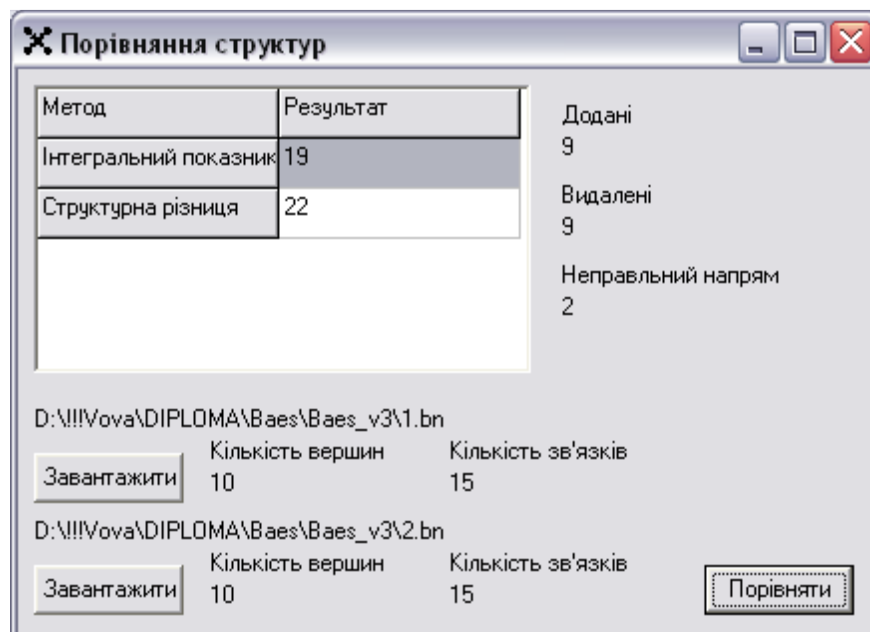 Порівняння структур
Метод Результат
Інтегральний показник 19
Структурна різниця 22
Додані
9
Видалені
9
Неправльний напрям
2
D:\!!!Vova\DIPLOMA\Baes\Baes_v3\1.bn
Кількість вершин Кількість зв'язків
Завантажити 10 15
D:\!!!Vova\DIPLOMA\Baes\Baes_v3\2.bn
Кількість вершин Кількість зв'язків
Завантажити 10 15
Порівняти